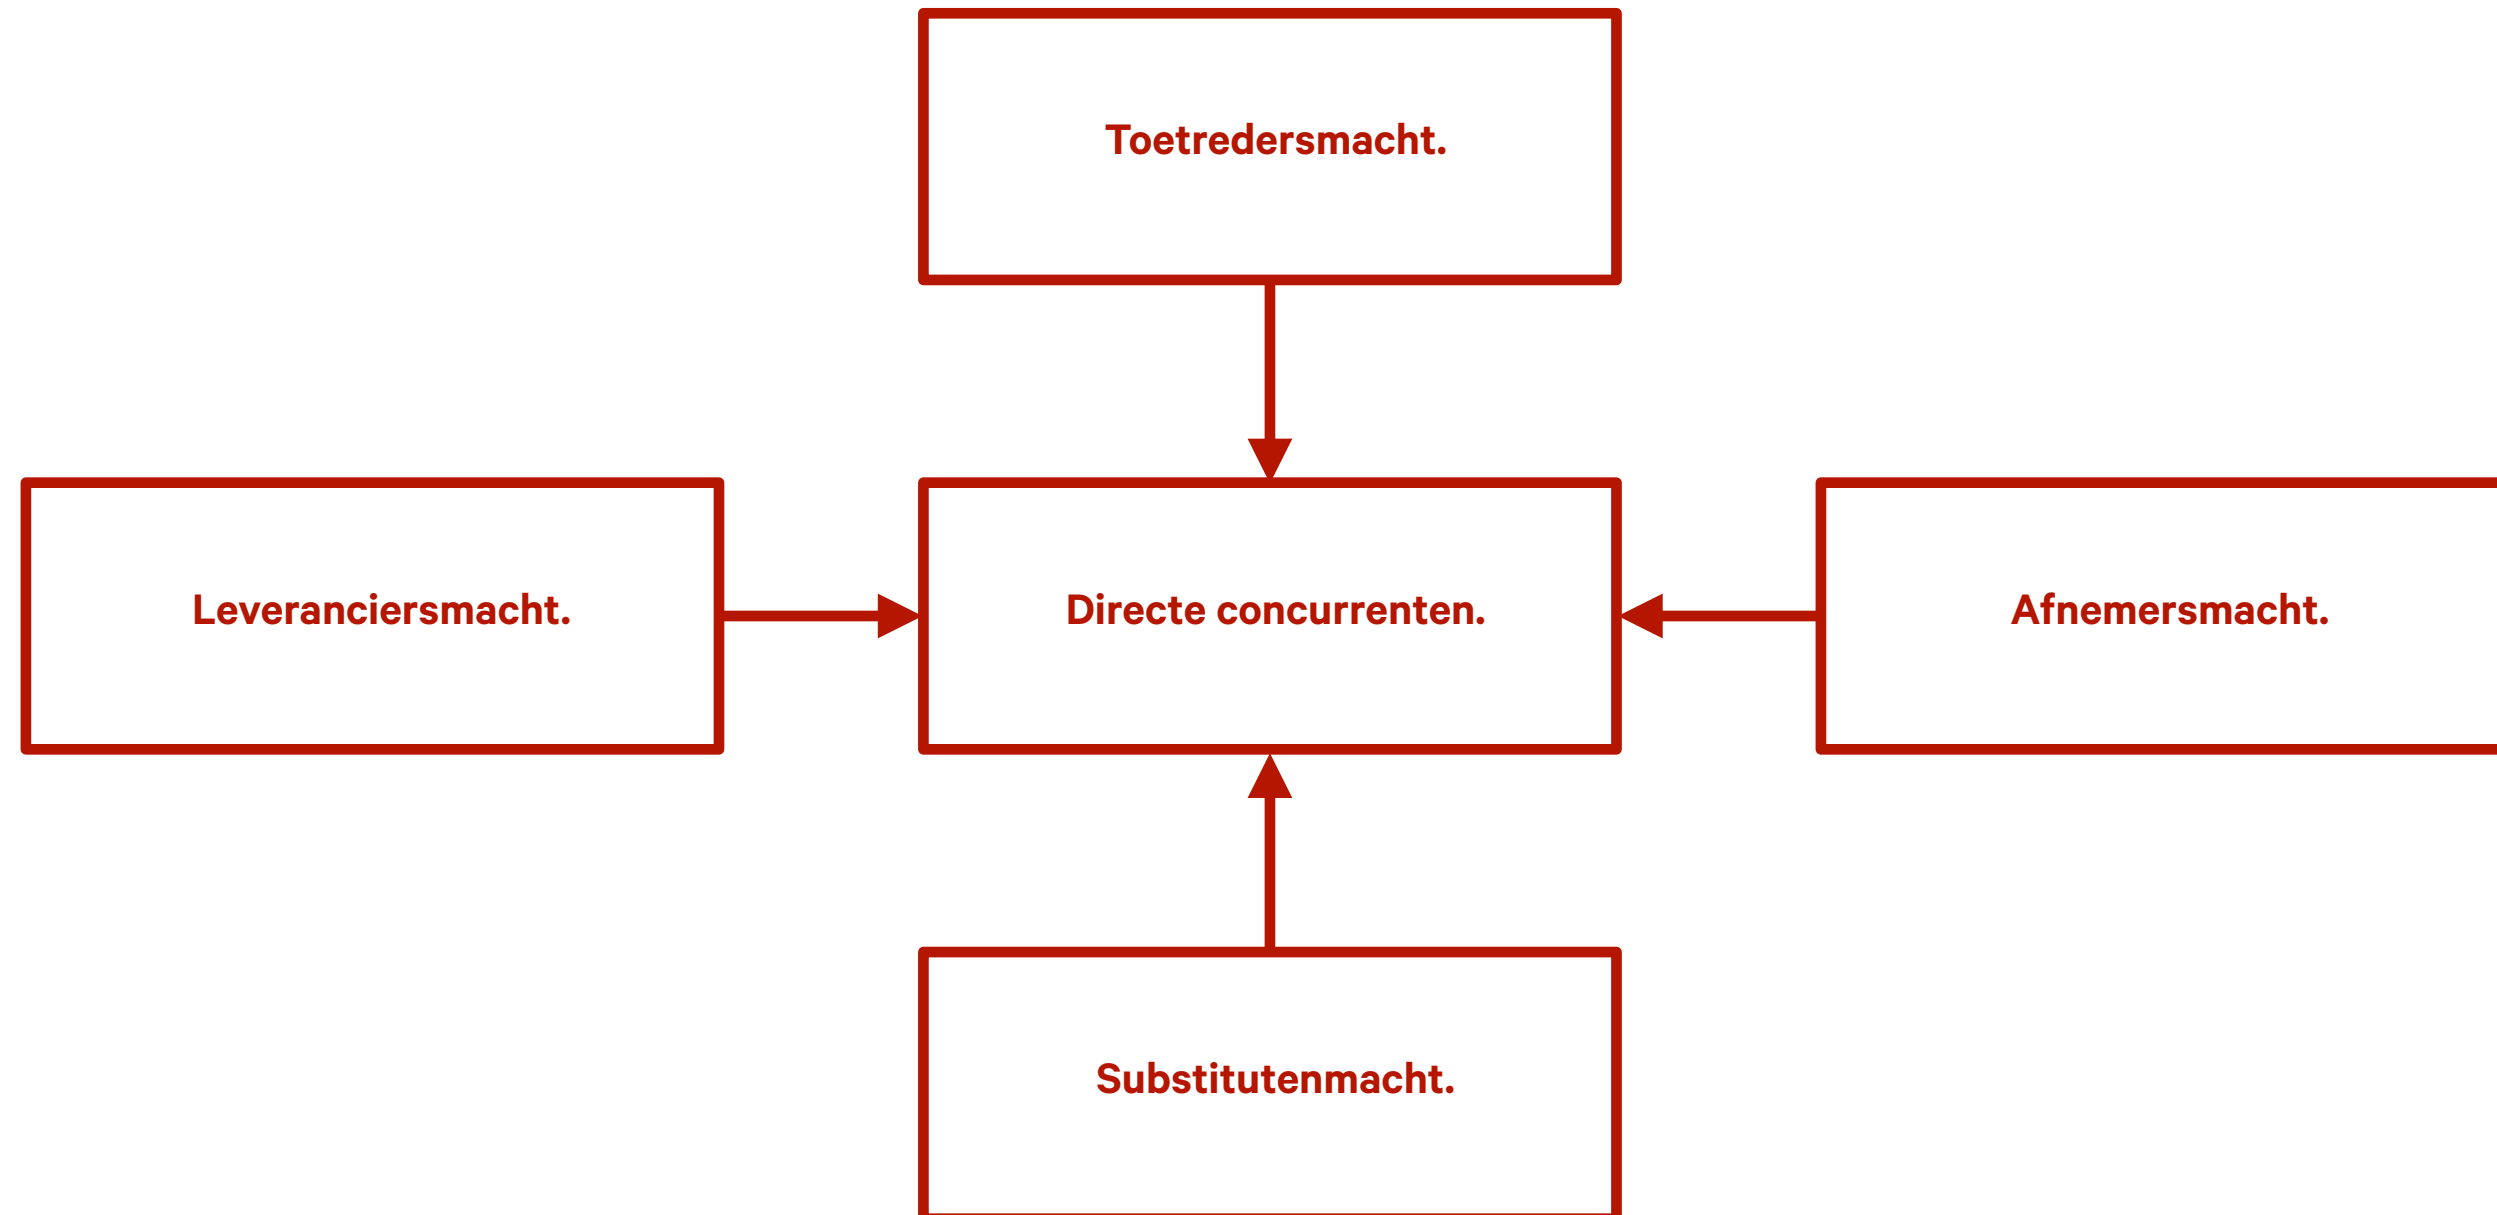 Toetredersmacht.
Leveranciersmacht.
Directe concurrenten.
Afnemersmacht.
Substitutenmacht.